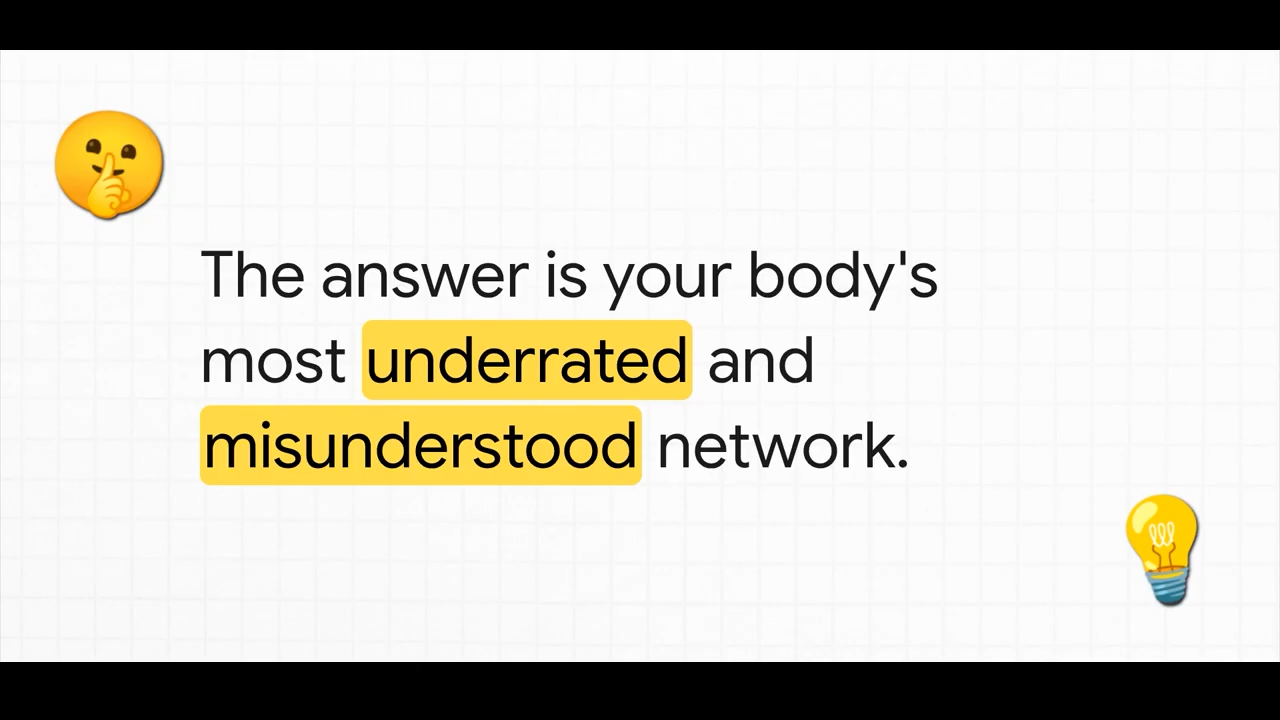 The answer is your body's
most underrated and
misunderstood network.